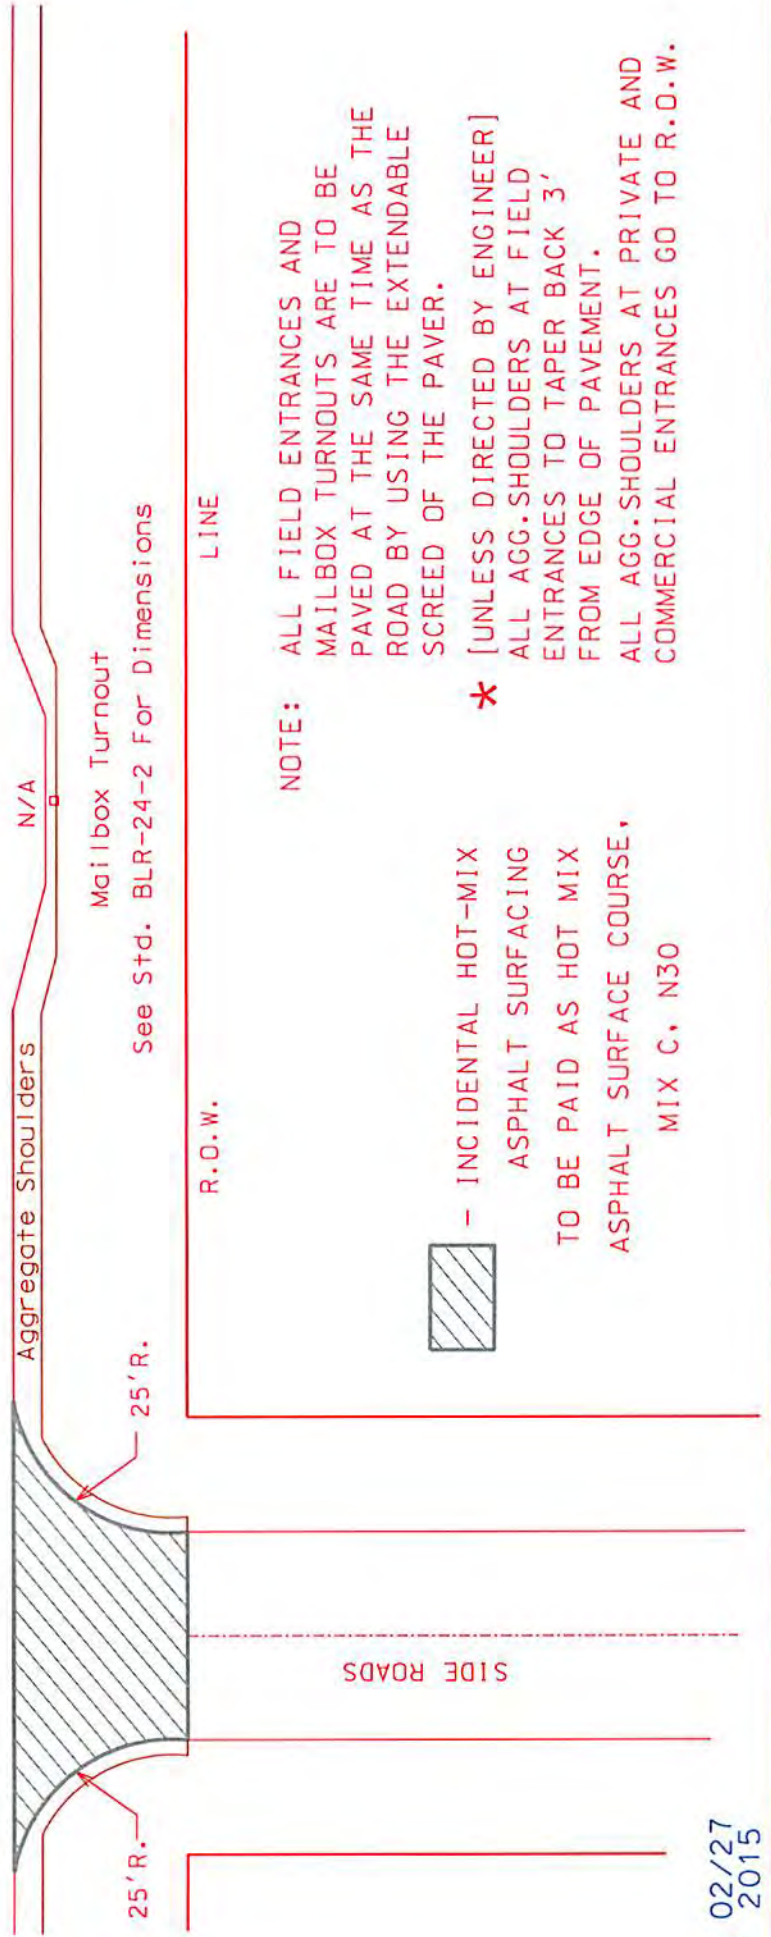 25'R.
25'R.
Aggregate Shoulders
N/A
Mailbox Turnout
See Std. BLR-24-2 For Dimensions
R.O.W.
LINE
SIDE ROADS
- INCIDENTAL HOT-MIX
ASPHALT SURFACING
TO BE PAID AS HOT MIX
ASPHALT SURFACE COURSE,
MIX C, N30
NOTE: ALL FIELD ENTRANCES AND
MAILBOX TURNOUTS ARE TO BE
PAVED AT THE SAME TIME AS THE
ROAD BY USING THE EXTENDABLE
SCREED OF THE PAVER.
* [UNLESS DIRECTED BY ENGINEER]
ALL AGG.SHOULDERS AT FIELD
ENTRANCES TO TAPER BACK 3'
FROM EDGE OF PAVEMENT.
ALL AGG.SHOULDERS AT PRIVATE AND
COMMERCIAL ENTRANCES GO TO R.O.W.
02/27
2015